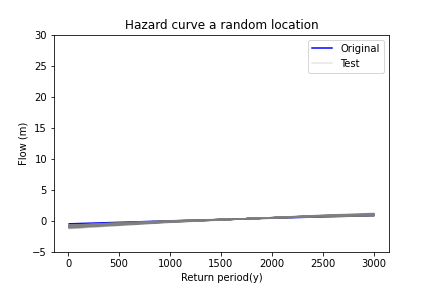 Hazard curve a random location
Original
Test
Flow (m)
30
25
20
15
10
5
0
−5
0 500 1000 1500 2000 2500 3000
Return period(y)